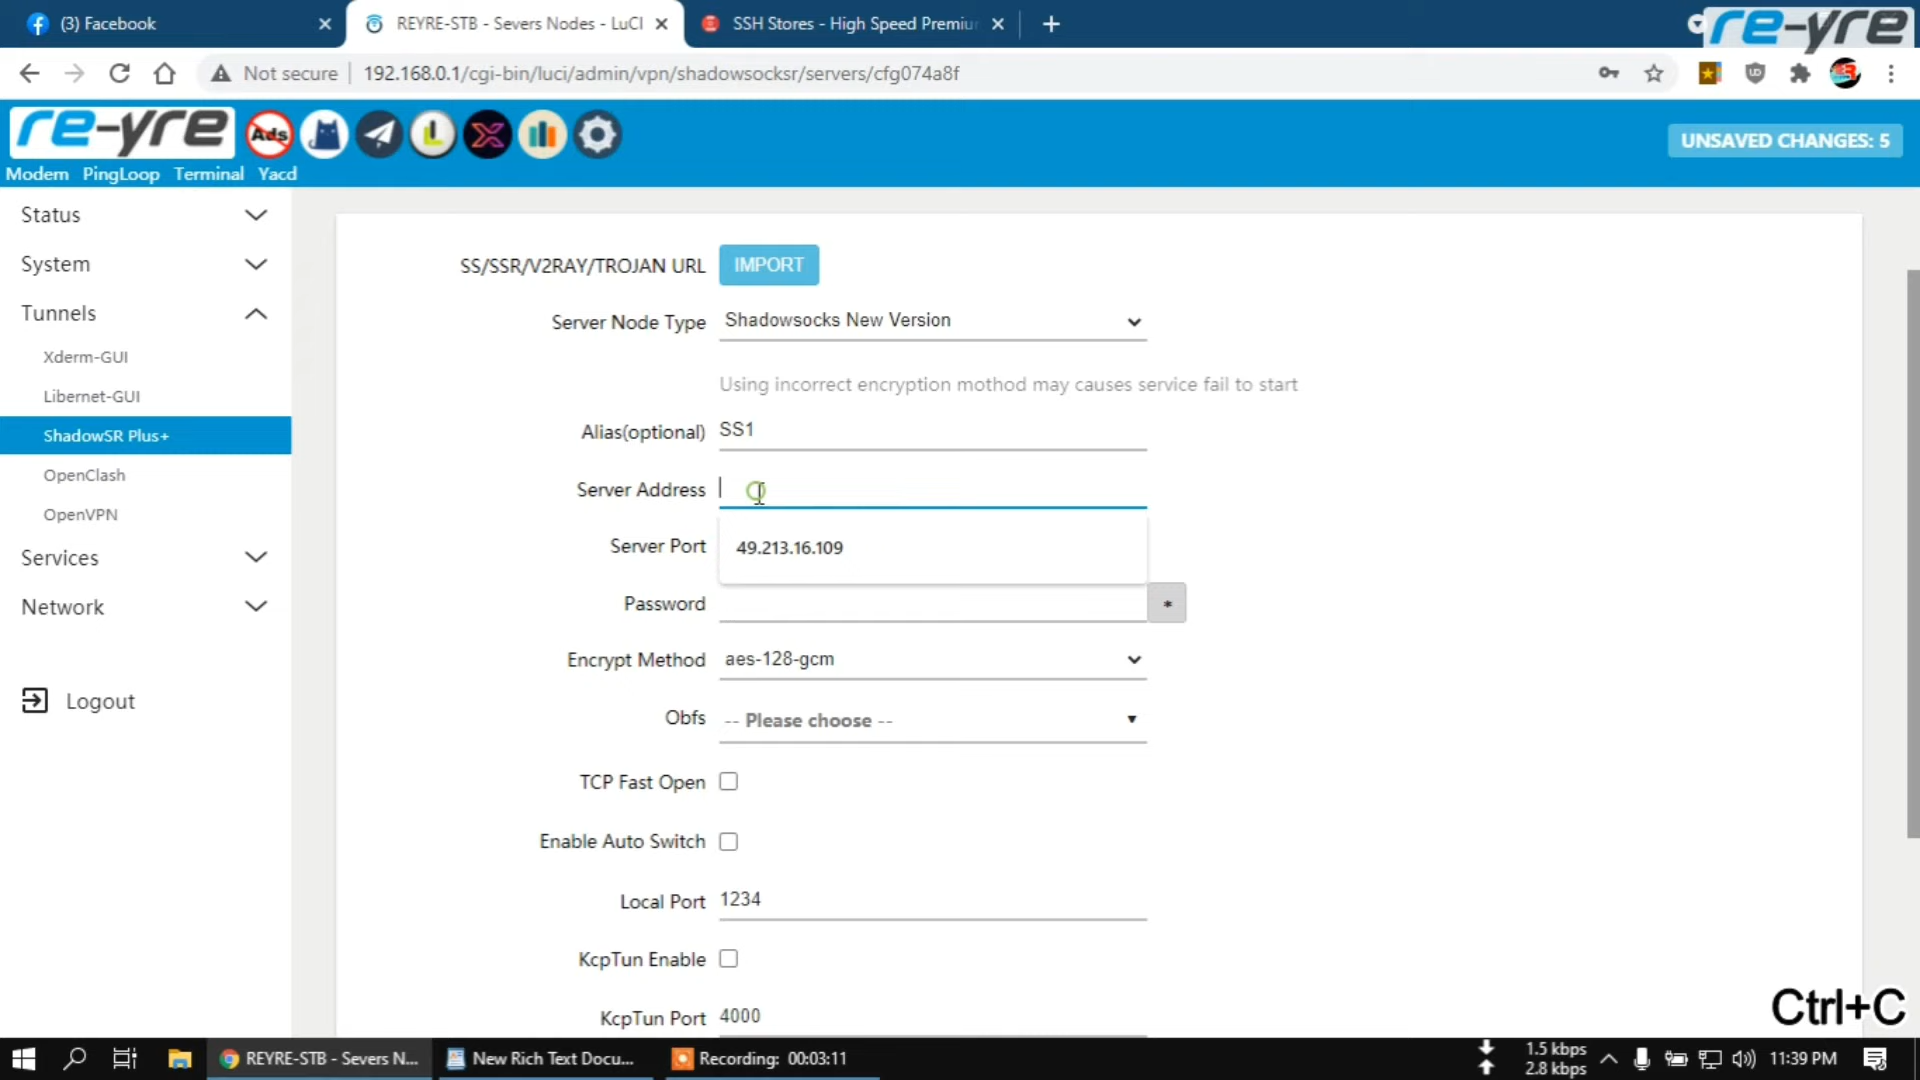 (3) Facebook
REYRE-STB - Severs Nodes - LuCI
SSH Stores - High Speed Premiu
re-yre
Not secure
192.168.0.1/cgi-bin/luci/admin/vpn/shadowsocksr/servers/cfg074a8f
re-yre
Ads
UNSAVED CHANGES: 5
Modem PingLoop Terminal Yacd
Status
System
Tunnels
Xderm-GUI
Libernet-GUI
ShadowSR Plus+
OpenClash
OpenVPN
Services
Network
Logout
SS/SSR/V2RAY/TROJAN URL IMPORT
Server Node Type Shadowsocks New Version
Using incorrect encryption mothod may causes service fail to start
Alias(optional) SS1
Server Address
Server Port 49.213.16.109
Password *
Encrypt Method aes-128-gcm
Obfs -- Please choose --
TCP Fast Open
Enable Auto Switch
Local Port 1234
KcpTun Enable
KcpTun Port 4000
Ctrl+C
REYRE-STB - Severs N...
New Rich Text Docu...
Recording: 00:03:11
1.5 kbps
2.8 kbps
11:39 PM